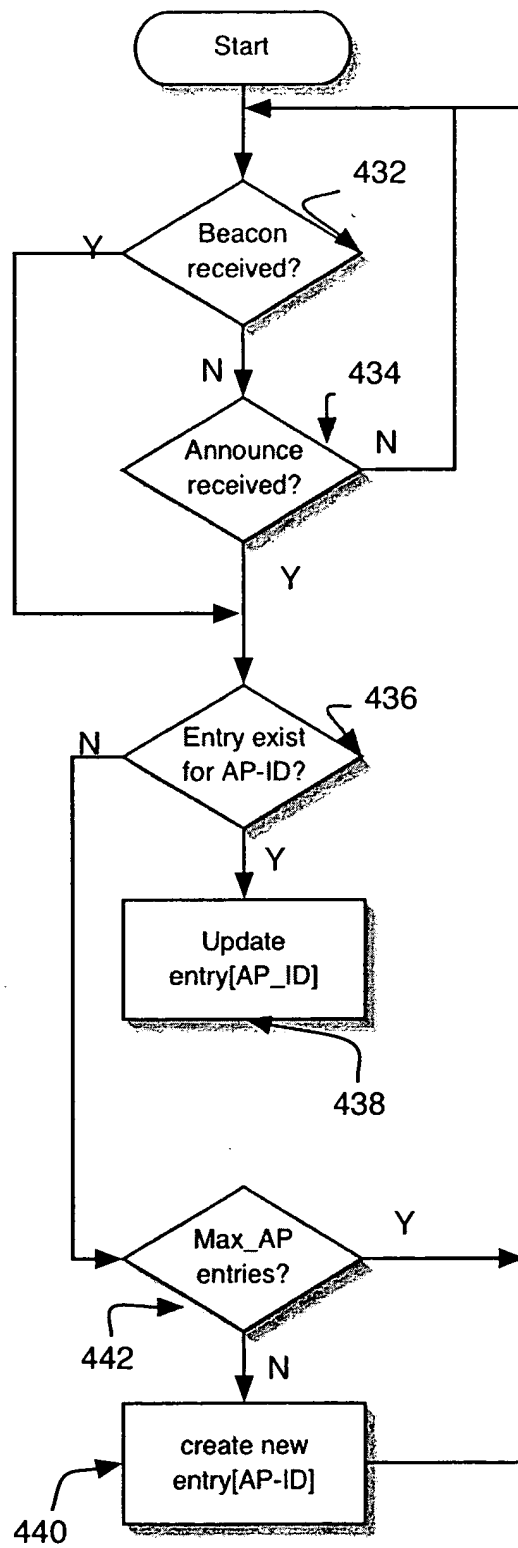 Start
432
Y
Beacon
received?
N
434
Announce
received?
N
Y
436
N
Entry exist
for AP-ID?
Y
Update
entry[AP_ID]
438
Max_AP
entries?
Y
442
N
create new
entry[AP-ID]
440